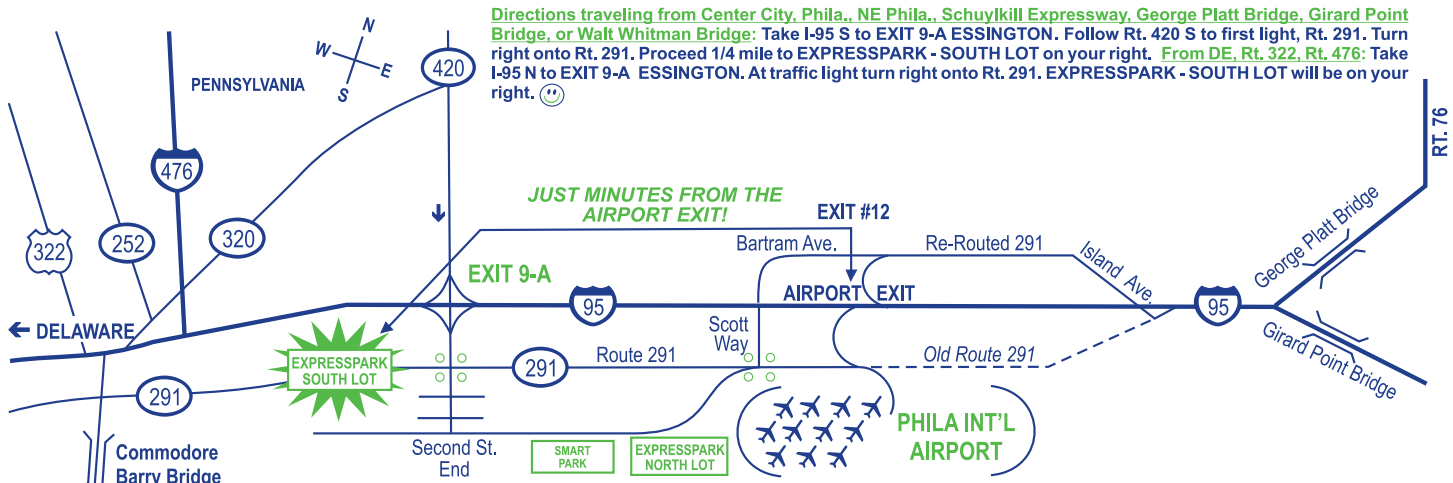 Directions traveling from Center City, Phila., NE Phila., Schuylkill Expressway, George Platt Bridge, Girard Point
Bridge, or Walt Whitman Bridge: Take I-95 S to EXIT 9-A ESSINGTON. Follow Rt. 420 S to first light, Rt. 291. Turn
right onto Rt. 291. Proceed 1/4 mile to EXPRESSPARK - SOUTH LOT on your right. From DE, Rt. 322, Rt. 476: Take
I-95 N to EXIT 9-A ESSINGTON. At traffic light turn right onto Rt. 291. EXPRESSPARK - SOUTH LOT will be on your
right.
N
W
E
S
420
PENNSYLVANIA
RT. 76
476
JUST MINUTES FROM THE
AIRPORT EXIT!
EXIT #12
George Platt Bridge
322
252
320
Bartram Ave.
Re-Routed 291
Island Ave.
EXIT 9-A
AIRPORT EXIT
95
95
DELAWARE
Scott
Way
Girard Point Bridge
EXPRESSPARK
SOUTH LOT
291
Route 291
Old Route 291
291
PHILA INT'L
AIRPORT
Commodore
Barry Bridge
Second St.
End
SMART
PARK
EXPRESSPARK
NORTH LOT